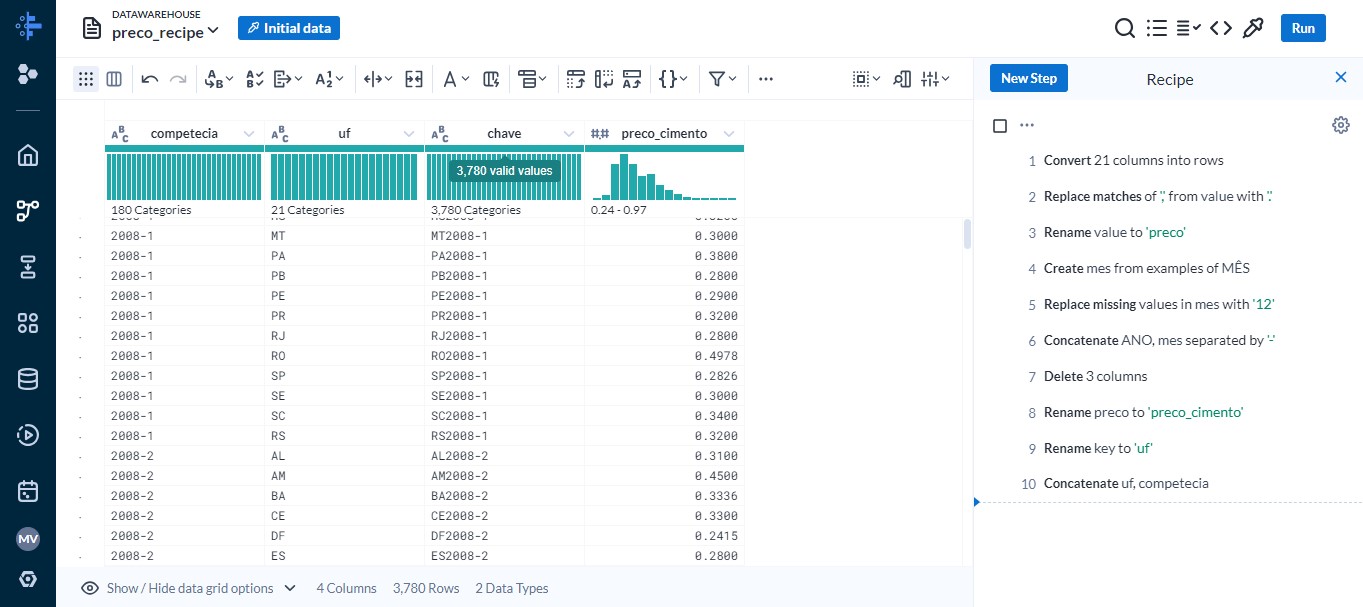 DATAWAREHOUSE
preco_recipe
Initial data
Run
New Step
Recipe
competecia uf chave preco_cimento
3,780 valid values
180 Categories 21 Categories 3,780 Categories 0.24 - 0.97
2008-1 MT MT2008-1 0.3000
2008-1 PA PA2008-1 0.3800
2008-1 PB PB2008-1 0.2800
2008-1 PE PE2008-1 0.2900
2008-1 PR PR2008-1 0.3200
2008-1 RJ RJ2008-1 0.2800
2008-1 RO RO2008-1 0.4978
2008-1 SP SP2008-1 0.2826
2008-1 SE SE2008-1 0.3000
2008-1 SC SC2008-1 0.3400
2008-1 RS RS2008-1 0.3200
2008-2 AL AL2008-2 0.3100
2008-2 AM AM2008-2 0.4500
2008-2 BA BA2008-2 0.3336
2008-2 CE CE2008-2 0.3300
2008-2 DF DF2008-2 0.2415
2008-2 ES ES2008-2 0.2800
Show / Hide data grid options 4 Columns 3,780 Rows 2 Data Types
1 Convert 21 columns into rows
2 Replace matches of ',' from value with '.'
3 Rename value to 'preco'
4 Create mes from examples of MÊS
5 Replace missing values in mes with '12'
6 Concatenate ANO, mes separated by '-'
7 Delete 3 columns
8 Rename preco to 'preco_cimento'
9 Rename key to 'uf'
10 Concatenate uf, competecia
MV